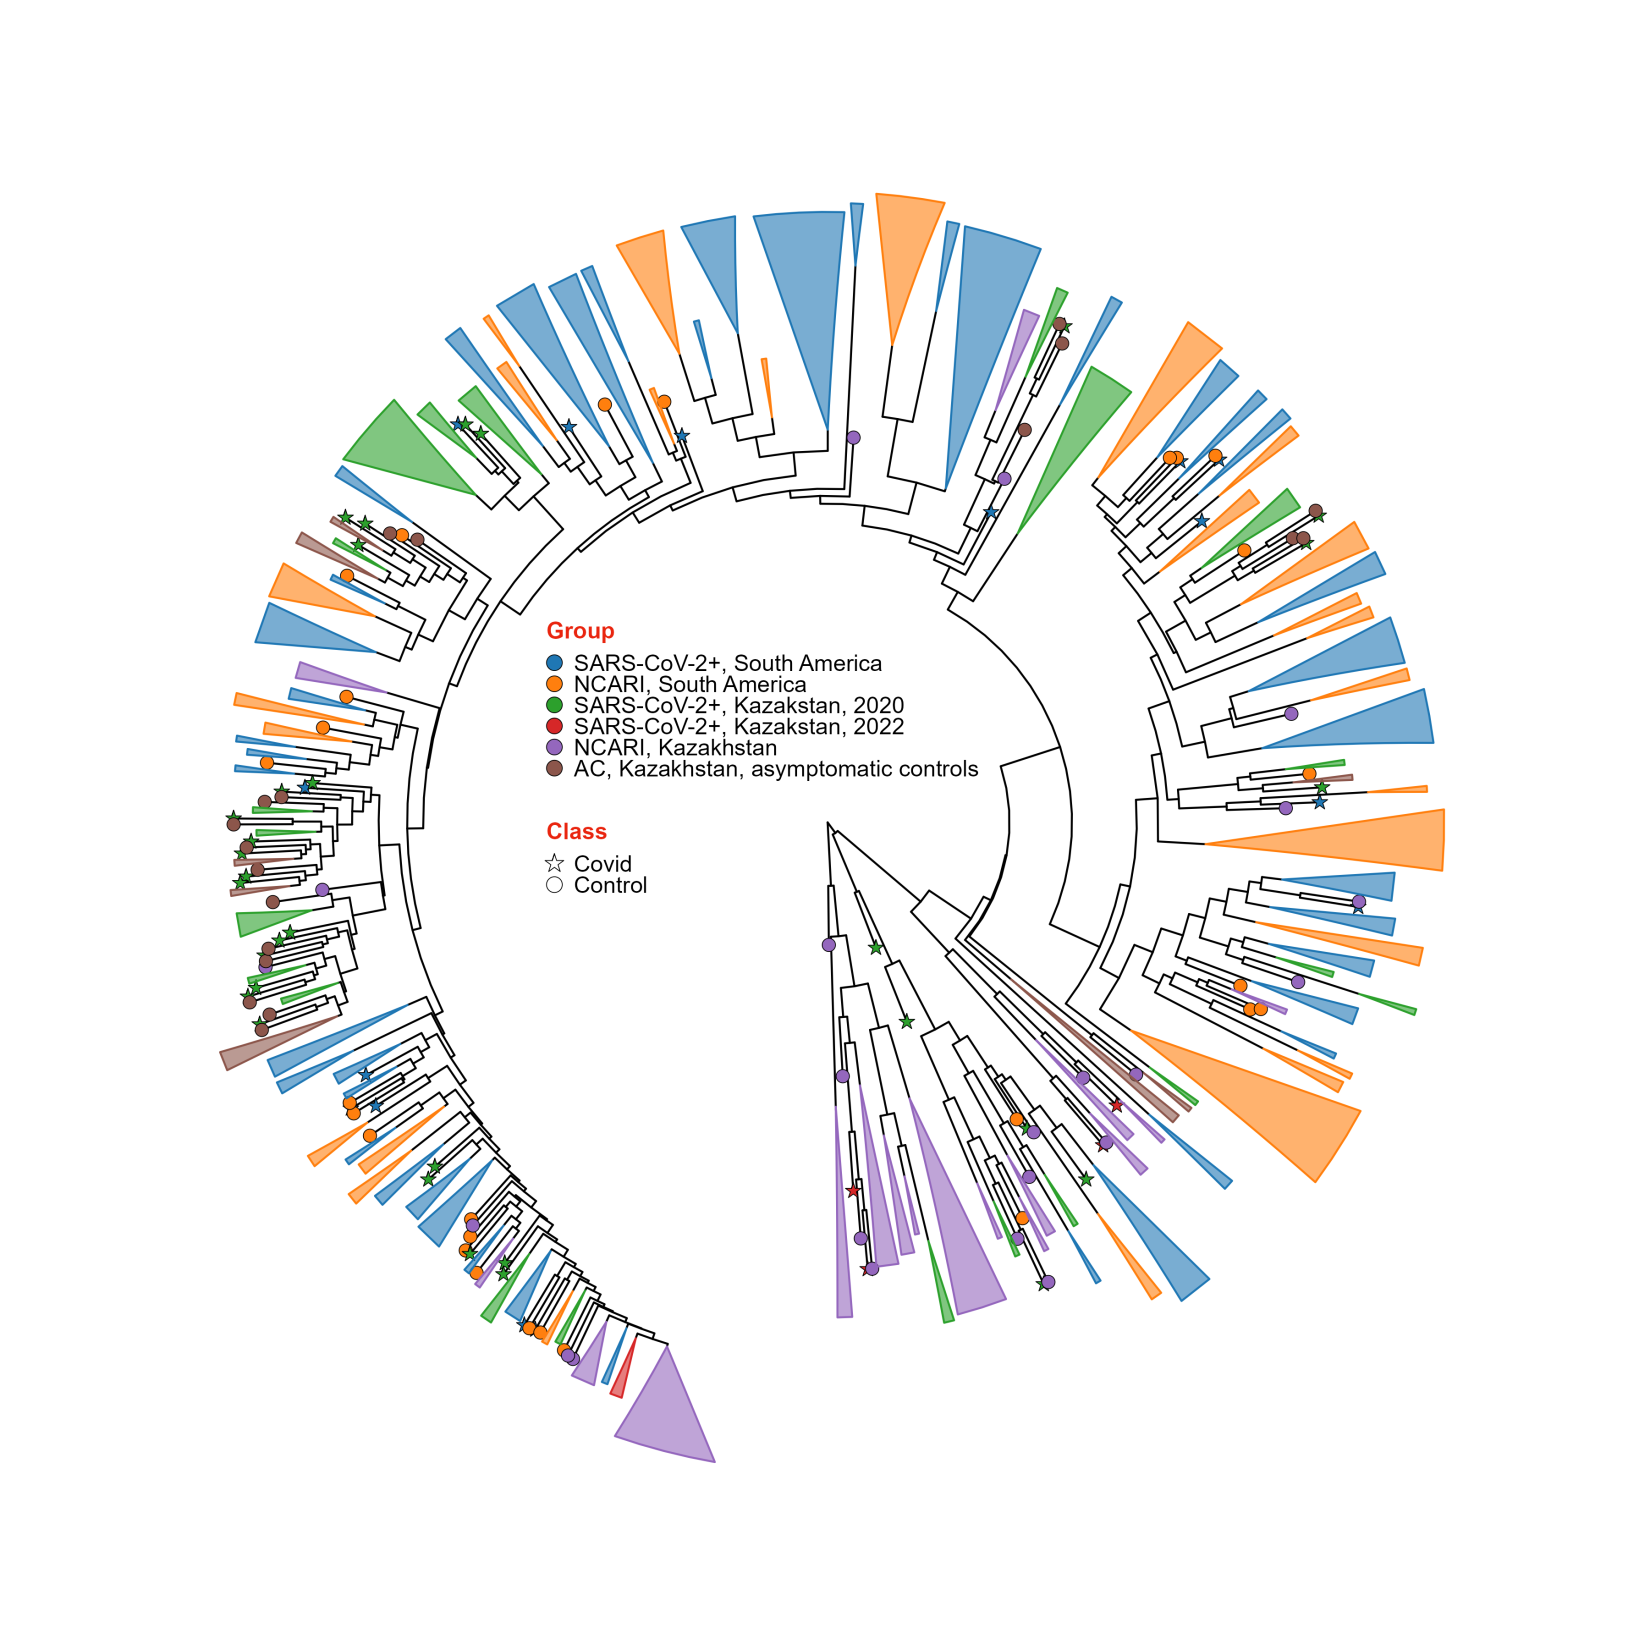 Group
SARS-CoV-2+, South America
NCARI, South America
SARS-CoV-2+, Kazakstan, 2020
SARS-CoV-2+, Kazakstan, 2022
NCARI, Kazakhstan
AC, Kazakhstan, asymptomatic controls
Class
Covid
Control